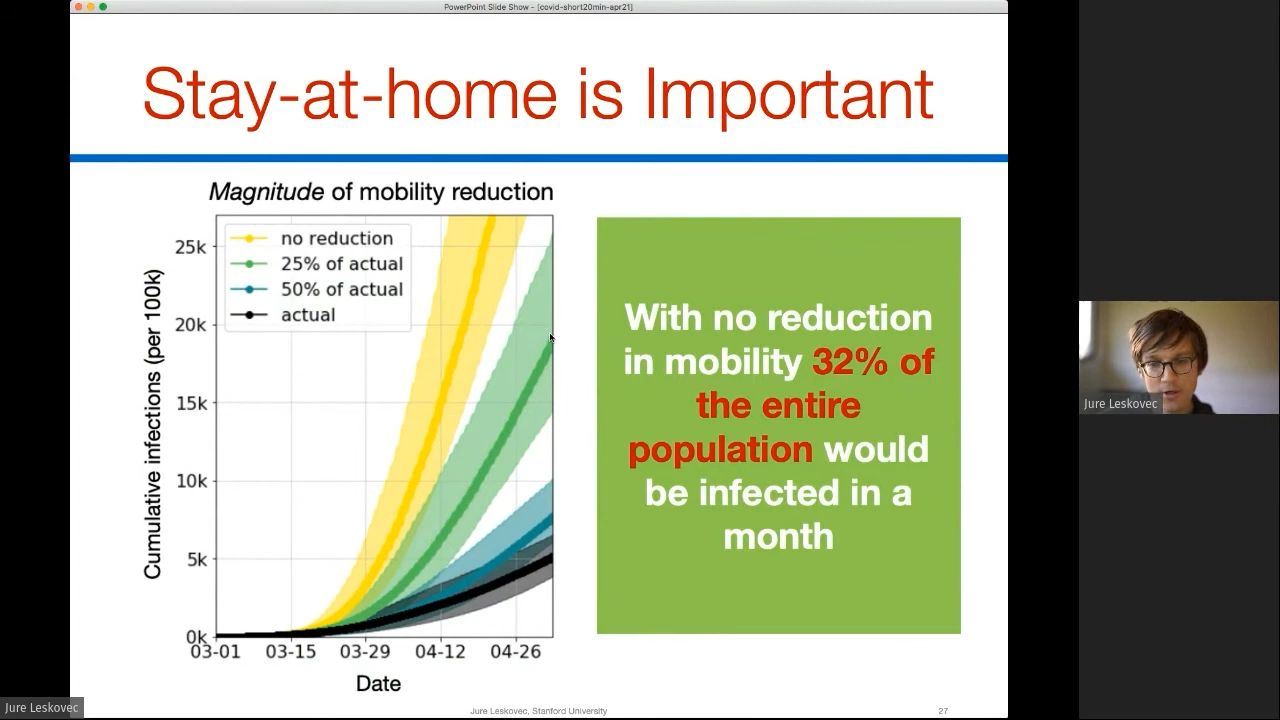 PowerPoint Slide Show - [covid-short20min-apr21]
Stay-at-home is Important
Magnitude of mobility reduction
no reduction
25% of actual
50% of actual
actual
25k
20k
15k
10k
5k
0k
Cumulative infections (per 100k)
03-01 03-15 03-29 04-12 04-26
Date
With no reduction
in mobility 32% of
the entire
population would
be infected in a
month
Jure Leskovec
Jure Leskovec
Jure Leskovec, Stanford University
27